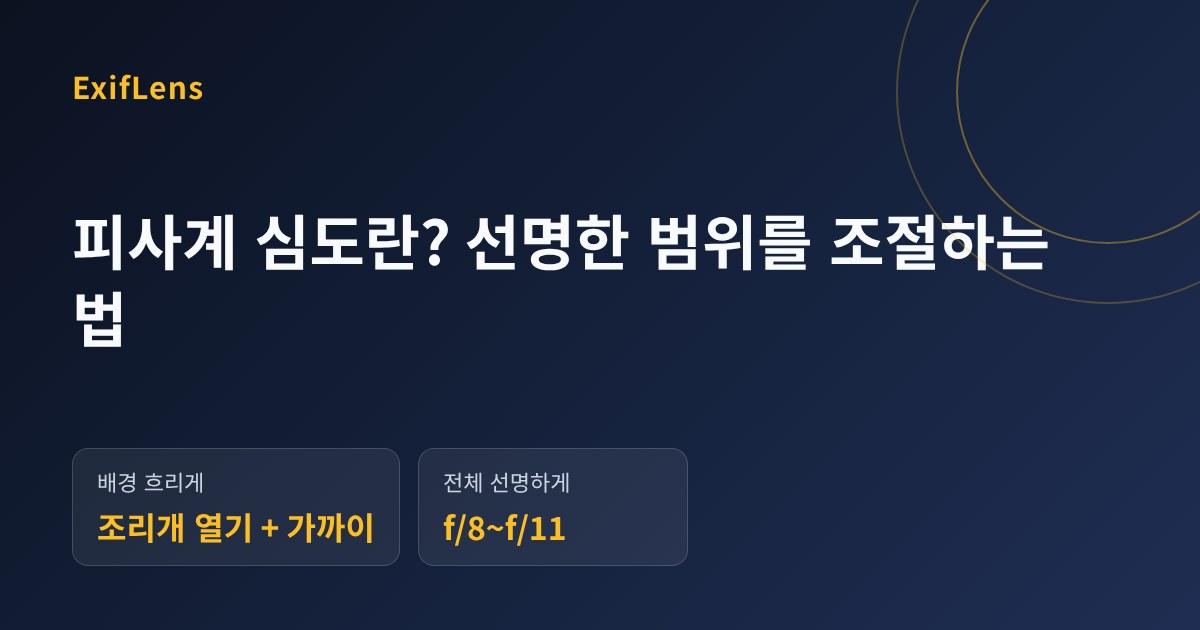 ExifLens
피사계 심도란? 선명한 범위를 조절하는
법
배경 흐리게
조리개 열기 + 가까이
전체 선명하게
f/8~f/11